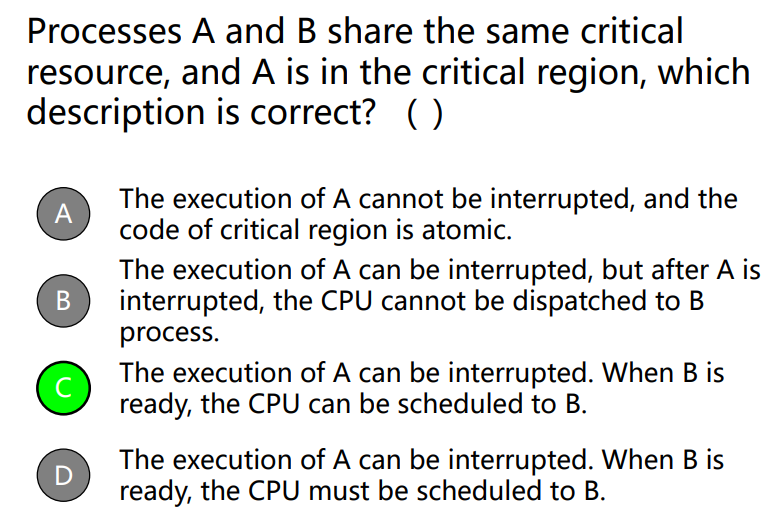 Processes A and B share the same critical
resource, and A is in the critical region, which
description is correct? ( )
A
The execution of A cannot be interrupted, and the
code of critical region is atomic.
B
The execution of A can be interrupted, but after A is
interrupted, the CPU cannot be dispatched to B
process.
C
The execution of A can be interrupted. When B is
ready, the CPU can be scheduled to B.
D
The execution of A can be interrupted. When B is
ready, the CPU must be scheduled to B.